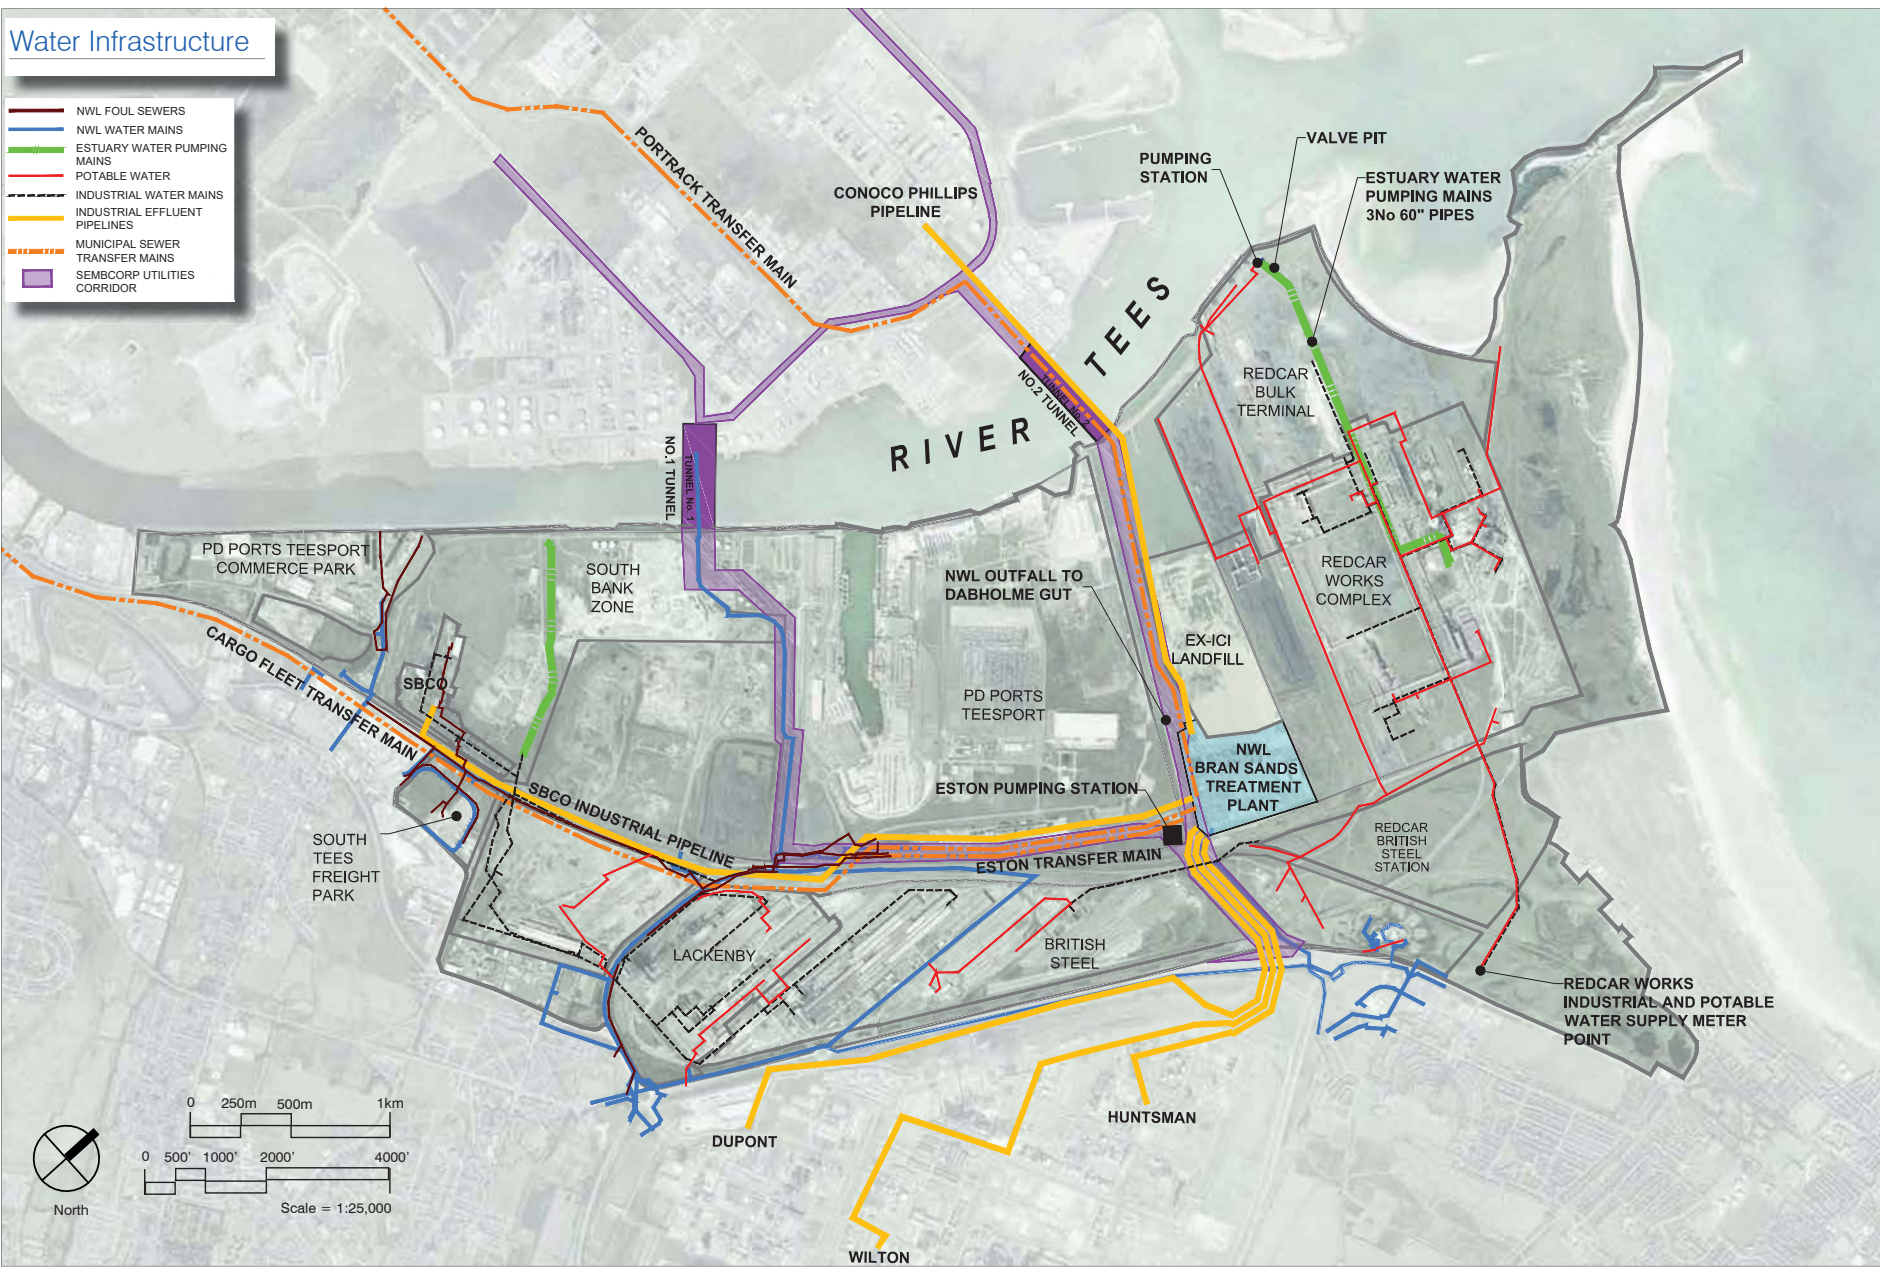 Water Infrastructure
NWL FOUL SEWERS
NWL WATER MAINS
ESTUARY WATER PUMPING
MAINS
POTABLE WATER
INDUSTRIAL WATER MAINS
INDUSTRIAL EFFLUENT
PIPELINES
MUNICIPAL SEWER
TRANSFER MAINS
SEMBCORP UTILITIES
CORRIDOR
PORTRACK TRANSFER MAIN
CONOCO PHILLIPS
PIPELINE
PUMPING
STATION
VALVE PIT
ESTUARY WATER
PUMPING MAINS
3No 60" PIPES
RIVER TEES
TUNNEL No. 2
NO.2 TUNNEL
NO.1 TUNNEL
TUNNEL No. 1
REDCAR
BULK
TERMINAL
PD PORTS TEESPORT
COMMERCE PARK
SOUTH
BANK
ZONE
NWL OUTFALL TO
DABHOLME GUT
REDCAR
WORKS
COMPLEX
EX-ICI
LANDFILL
CARGO FLEET TRANSFER MAIN
SBCO
PD PORTS
TEESPORT
NWL
BRAN SANDS
TREATMENT
PLANT
ESTON PUMPING STATION
SBCO INDUSTRIAL PIPELINE
ESTON TRANSFER MAIN
REDCAR
BRITISH
STEEL
STATION
SOUTH
TEES
FREIGHT
PARK
LACKENBY
BRITISH
STEEL
REDCAR WORKS
INDUSTRIAL AND POTABLE
WATER SUPPLY METER
POINT
HUNTSMAN
DUPONT
WILTON
0 250m 500m 1km
0 500' 1000' 2000' 4000'
Scale = 1:25,000
North